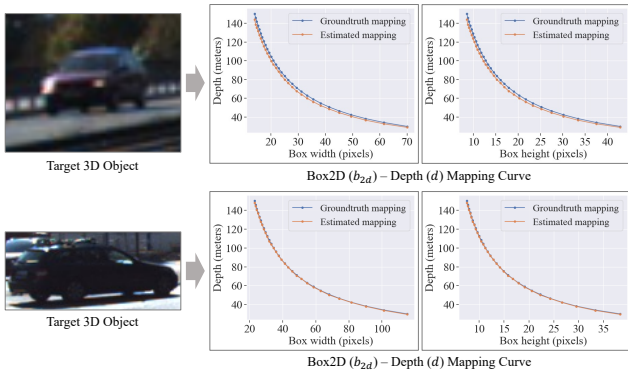 Depth (meters)
140
120
100
80
60
40
Groundtruth mapping
Estimated mapping
20
30
40
50
60
70
Box width (pixels)
Depth (meters)
140
120
100
80
60
40
Groundtruth mapping
Estimated mapping
10
15
20
25
30
35
40
Box height (pixels)
Target 3D Object
Box2D (b2d) – Depth (d) Mapping Curve
Depth (meters)
140
120
100
80
60
40
Groundtruth mapping
Estimated mapping
20
40
60
80
100
Box width (pixels)
Depth (meters)
140
120
100
80
60
40
Groundtruth mapping
Estimated mapping
10
15
20
25
30
35
Box height (pixels)
Target 3D Object
Box2D (b2d) – Depth (d) Mapping Curve